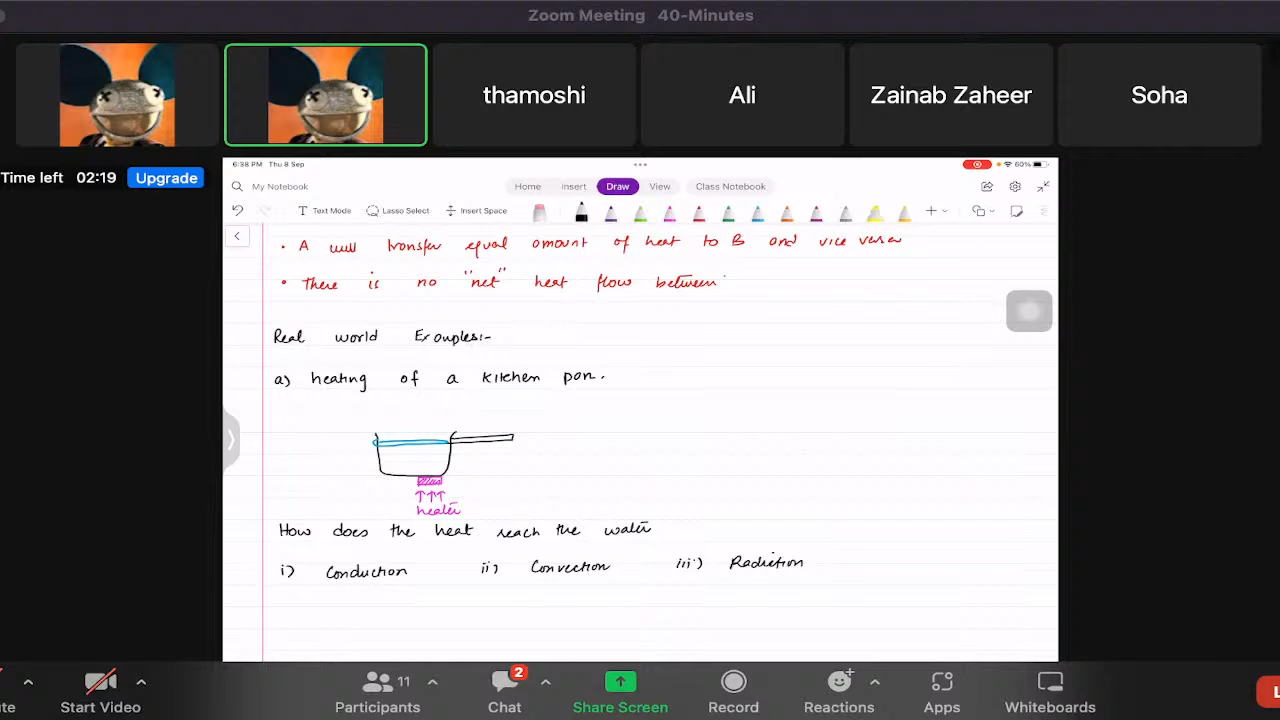 Zoom Meeting 40-Minutes
thamoshi
Ali
Zainab Zaheer
Soha
Time left 02:19 Upgrade
6:38 PM Thu 8 Sep
60%
My Notebook
Home Insert Draw View Class Notebook
Text Mode Lasso Select Insert Space
• A will transfer equal amount of heat to B and vice versa
• There is no "net" heat flow between
Real world Examples:-
a) heating of a kitchen pan.
heater
How does the heat reach the water
i) Conduction ii) Convection iii) Radiation
11
2
Start Video Participants Chat Share Screen Record Reactions Apps Whiteboards